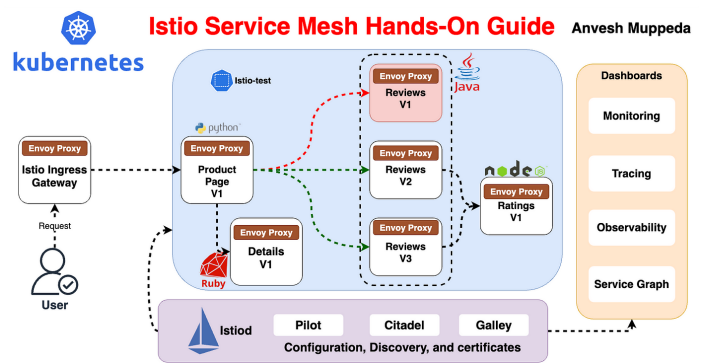 Istio Service Mesh Hands-On Guide
Anvesh Muppeda
kubernetes
Istio-test
Envoy Proxy
Reviews
V1
Java
Dashboards
Monitoring
Tracing
Observability
Service Graph
python™
Envoy Proxy
Istio Ingress
Gateway
Envoy Proxy
Product
Page
V1
Envoy Proxy
Reviews
V2
node
JS
Envoy Proxy
Ratings
V1
Request
User
Ruby
Envoy Proxy
Details
V1
Envoy Proxy
Reviews
V3
Istiod
Pilot
Citadel
Galley
Configuration, Discovery, and certificates